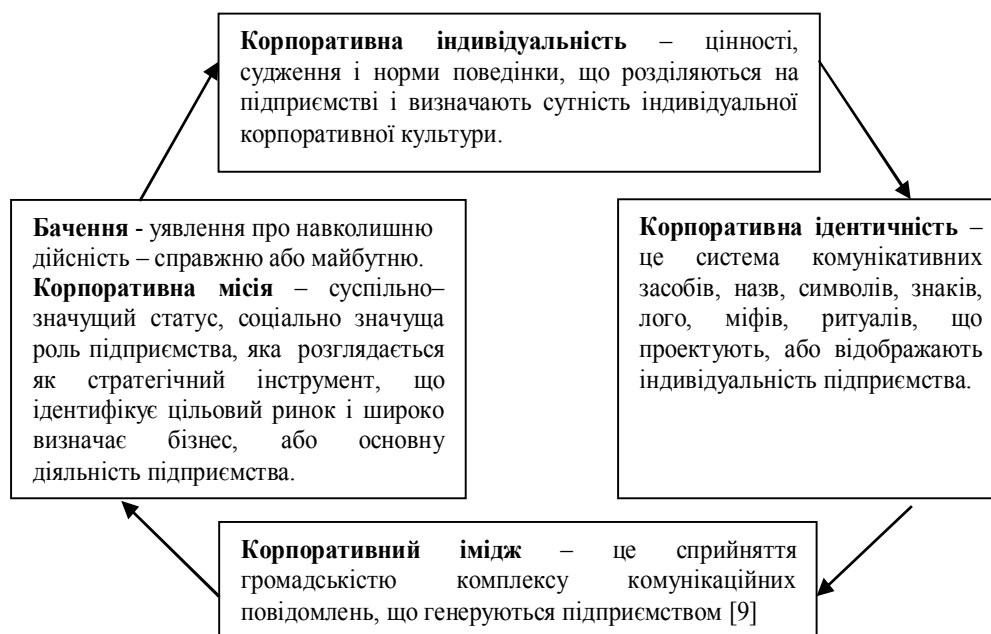 Корпоративна індивідуальність – цінності,
судження і норми поведінки, що розділяються на
підприємстві і визначають сутність індивідуальної
корпоративної культури.
Бачення - уявлення про навколишню
дійсність – справжню або майбутню.
Корпоративна місія – суспільно–
значущий статус, соціально значуща
роль підприємства, яка розглядається
як стратегічний інструмент, що
ідентифікує цільовий ринок і широко
визначає бізнес, або основну
діяльність підприємства.
Корпоративна ідентичність –
це система комунікативних
засобів, назв, символів, знаків,
лого, міфів, ритуалів, що
проектують, або відображають
індивідуальність підприємства.
Корпоративний імідж – це сприйняття
громадськістю комплексу комунікаційних
повідомлень, що генеруються підприємством [9]